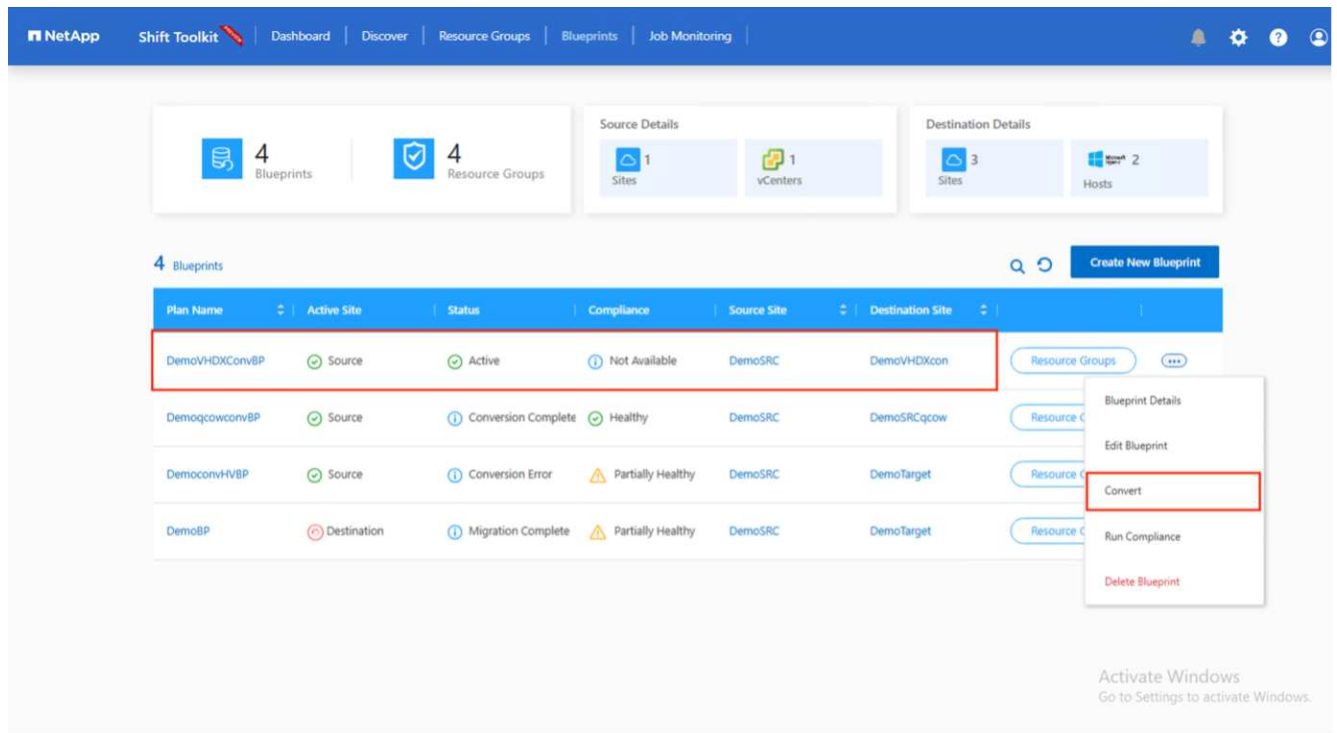 NetApp Shift Toolkit Dashboard Discover Resource Groups Blueprints Job Monitoring
4 Blueprints
4 Resource Groups
Source Details
1 Sites
1 vCenters
Destination Details
3 Sites
2 Hosts
4 Blueprints
Create New Blueprint
Plan Name Active Site Status Compliance Source Site Destination Site
DemoVHDXConvBP Source Active Not Available DemoSRC DemoVHDXcon Resource Groups
DemoqcowconvBP Source Conversion Complete Healthy DemoSRC DemoSRCqcow Resource G
DemoconvHVBP Source Conversion Error Partially Healthy DemoSRC DemoTarget Resource G
DemoBP Destination Migration Complete Partially Healthy DemoSRC DemoTarget Resource G
Blueprint Details
Edit Blueprint
Convert
Run Compliance
Delete Blueprint
Activate Windows
Go to Settings to activate Windows.